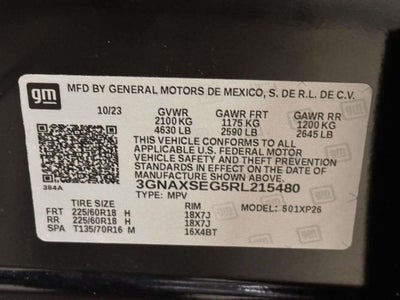 gm
MFD BY GENERAL MOTORS DE MEXICO, S. DE R.L. DE C.V.
10/23 GVWR GAWR FRT GAWR RR
2100 KG 1175 KG 1200 KG
4630 LB 2590 LB 2645 LB
THIS VEHICLE CONFORMS TO ALL
APPLICABLE U.S. FEDERAL MOTOR
VEHICLE SAFETY AND THEFT PREVENTION
STANDARDS IN EFFECT ON THE DATE OF
MANUFACTURE SHOWN ABOVE.
384A 3GNAXSEG5RL215480
TYPE: MPV
TIRE SIZE RIM MODEL: 501XP26
FRT 225/60R18 H 18X7J
RR 225/60R18 H 18X7J
SPA T135/70R16 M 16X4BT